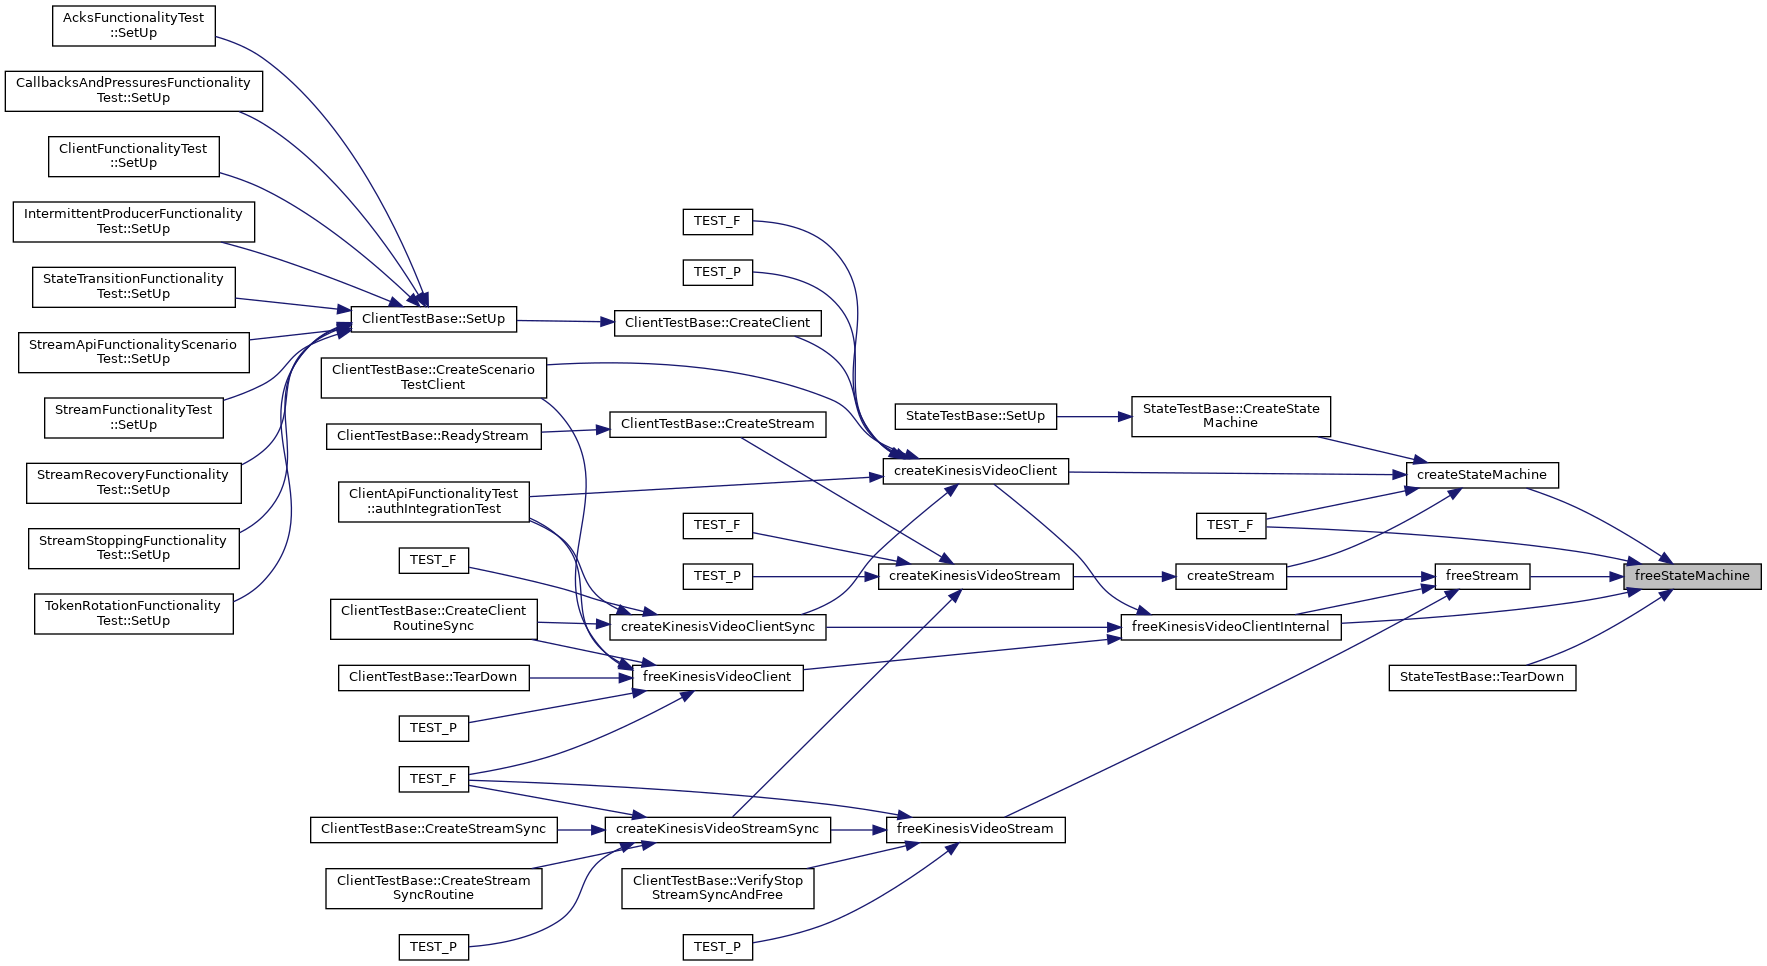 AcksFunctionalityTest
::SetUp
CallbacksAndPressuresFunctionality
Test::SetUp
ClientFunctionalityTest
::SetUp
IntermittentProducerFunctionality
Test::SetUp
StateTransitionFunctionality
Test::SetUp
StreamApiFunctionalityScenario
Test::SetUp
StreamFunctionalityTest
::SetUp
StreamRecoveryFunctionality
Test::SetUp
StreamStoppingFunctionality
Test::SetUp
TokenRotationFunctionality
Test::SetUp
ClientTestBase::SetUp
ClientTestBase::CreateScenario
TestClient
ClientTestBase::ReadyStream
ClientApiFunctionalityTest
::authIntegrationTest
TEST_F
ClientTestBase::CreateClient
RoutineSync
ClientTestBase::TearDown
TEST_P
TEST_F
ClientTestBase::CreateStreamSync
ClientTestBase::CreateStream
SyncRoutine
TEST_P
TEST_F
TEST_P
ClientTestBase::CreateClient
ClientTestBase::CreateStream
TEST_F
TEST_P
createKinesisVideoClientSync
freeKinesisVideoClient
createKinesisVideoStreamSync
ClientTestBase::VerifyStop
StreamSyncAndFree
TEST_P
StateTestBase::SetUp
createKinesisVideoClient
createKinesisVideoStream
freeKinesisVideoStream
StateTestBase::CreateState
Machine
TEST_F
createStream
freeKinesisVideoClientInternal
createStateMachine
freeStream
StateTestBase::TearDown
freeStateMachine